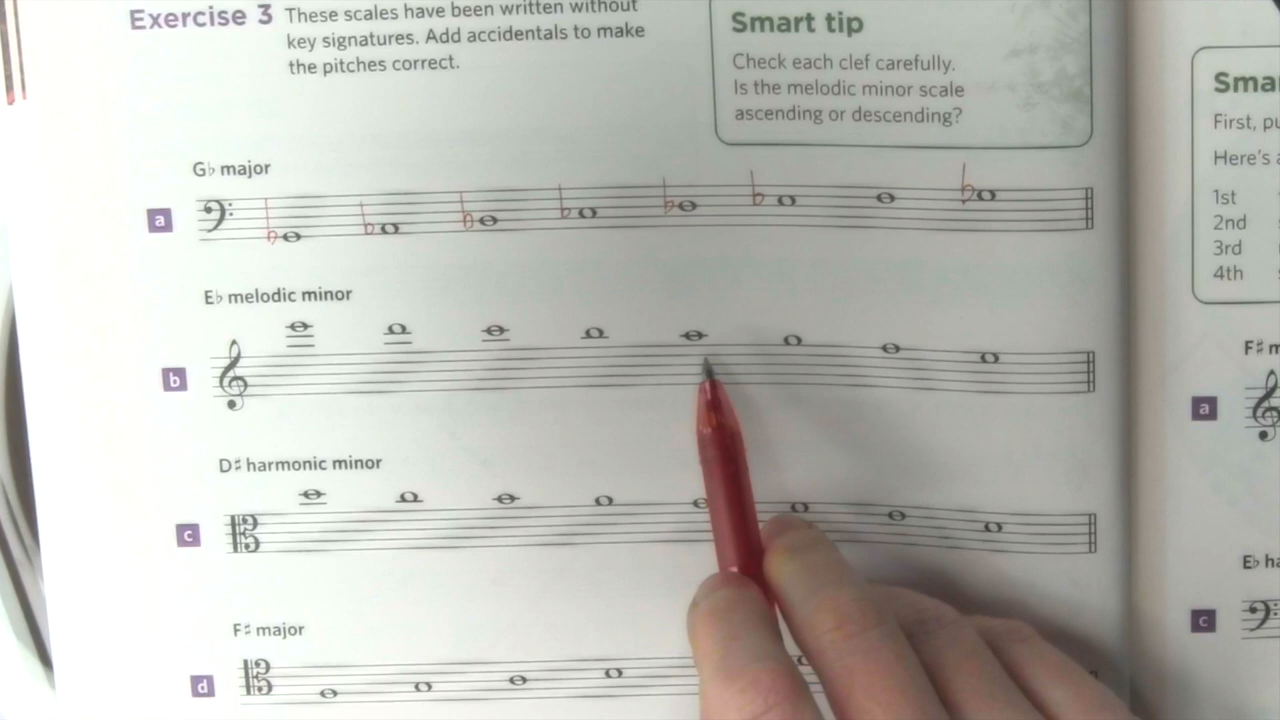 Exercise 3 These scales have been written without
key signatures. Add accidentals to make
the pitches correct.
Smart tip
Check each clef carefully.
Is the melodic minor scale
ascending or descending?
G♭ major
a
E♭ melodic minor
b
D♯ harmonic minor
c
F♯ major
d
First,
Here's
1st
2nd
3rd
4th
F♯
a
E♭
c